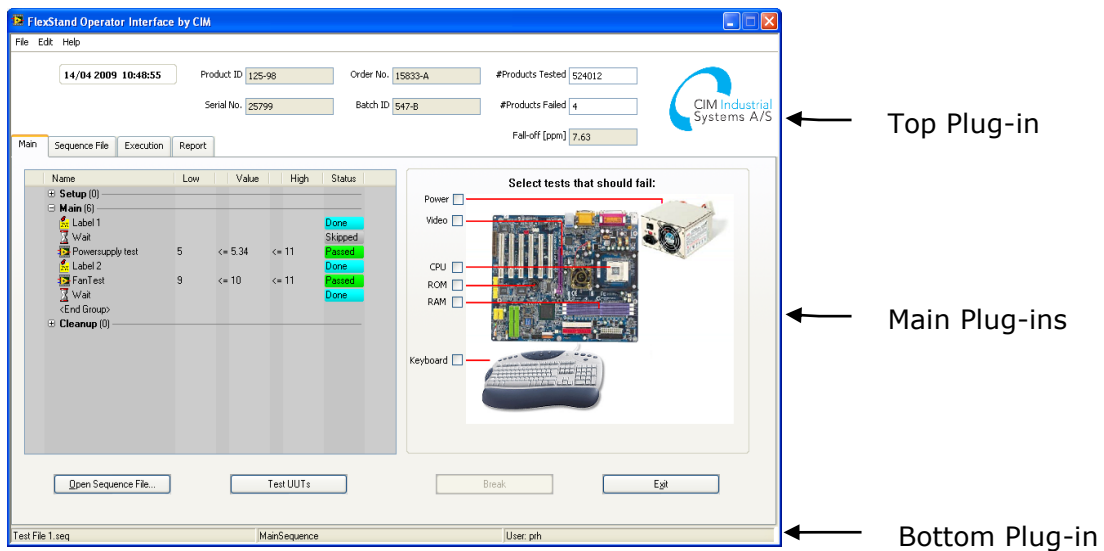 FlexStand Operator Interface by CIM
File Edit Help
14/04 2009 10:48:55
Product ID 125-98
Order No. 15833-A
#Products Tested 524012
Serial No. 25799
Batch ID 547-B
#Products Failed 4
CIM Industrial
Systems A/S
Fall-off [ppm] 7.63
Top Plug-in
Main Sequence File Execution Report
Name Low Value High Status
Setup (0)
Main (6)
Label 1 Done
Wait Skipped
Powersupply test 5 <= 5.34 <= 11 Passed
Label 2 Done
FanTest 9 <= 10 <= 11 Passed
Wait Done
<End Group>
Cleanup (0)
Select tests that should fail:
Power
Video
CPU
ROM
RAM
Keyboard
Main Plug-ins
Open Sequence File... Test UUTs Break Exit
Test File 1.seq MainSequence User: prh
Bottom Plug-in